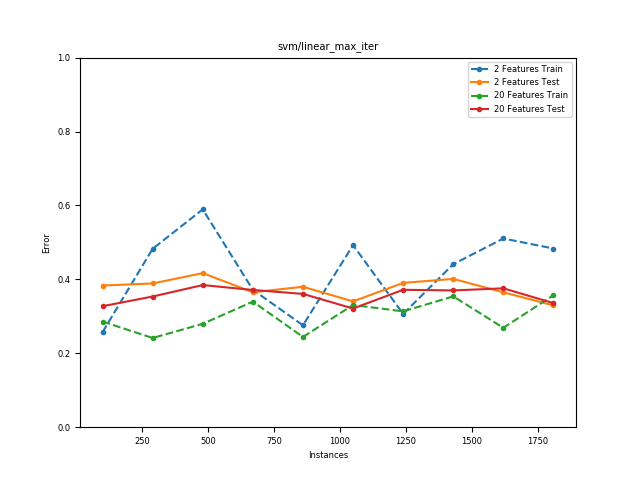 svm/linear_max_iter
1.0
0.8
0.6
0.4
0.2
0.0
Error
2 Features Train
2 Features Test
20 Features Train
20 Features Test
250 500 750 1000 1250 1500 1750
Instances